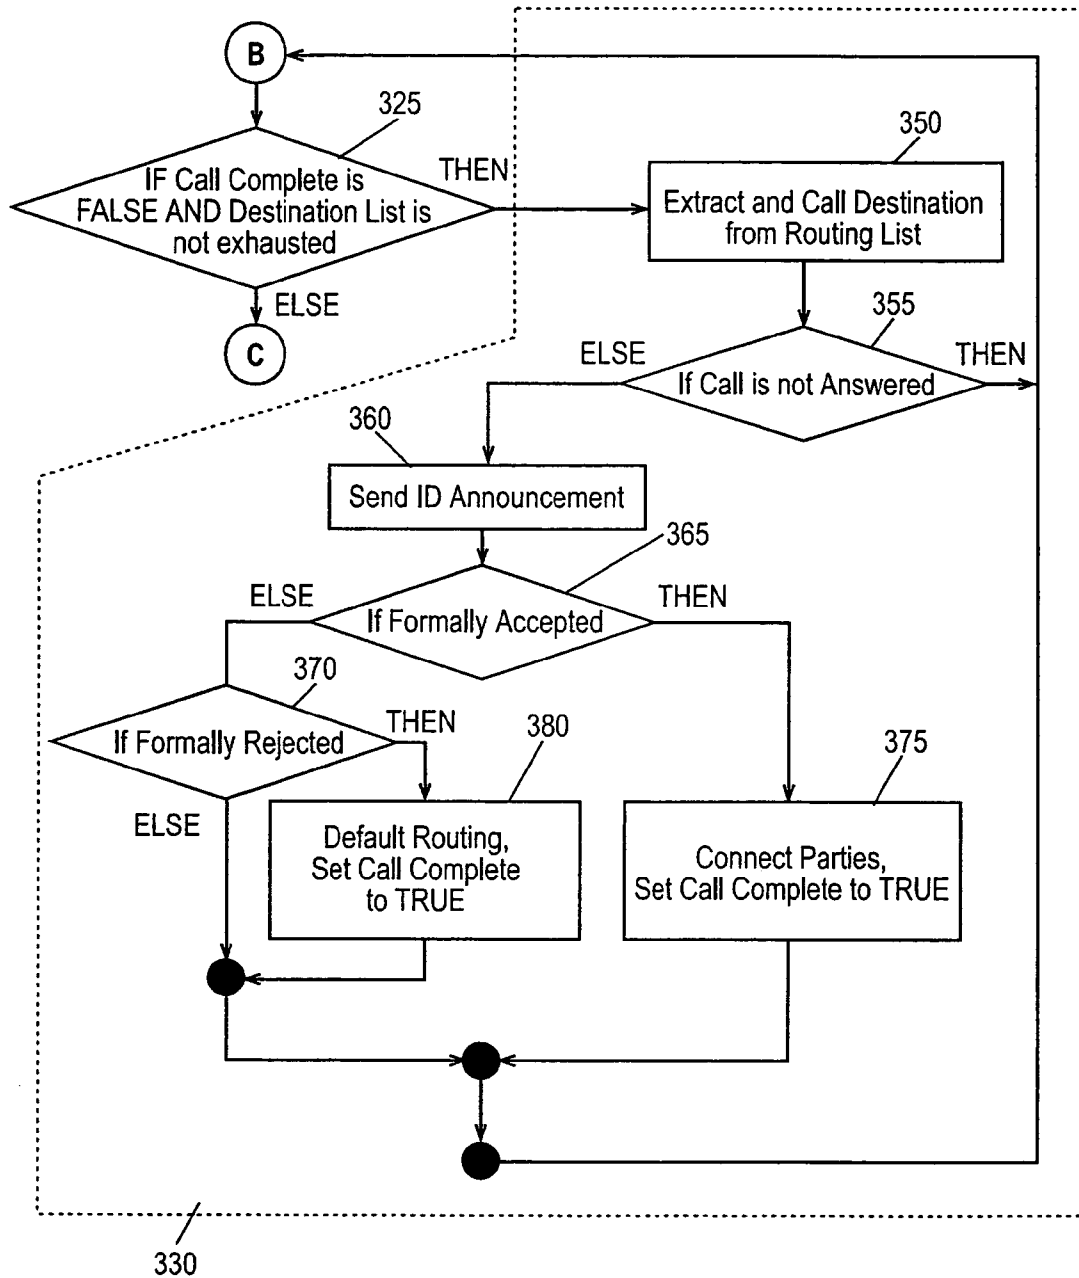 B
325
IF Call Complete is
FALSE AND Destination List is
not exhausted
THEN
350
Extract and Call Destination
from Routing List
ELSE
C
355
ELSE
If Call is not Answered
THEN
360
Send ID Announcement
365
ELSE
If Formally Accepted
THEN
370
If Formally Rejected
THEN
380
375
ELSE
Default Routing,
Set Call Complete
to TRUE
Connect Parties,
Set Call Complete to TRUE
330